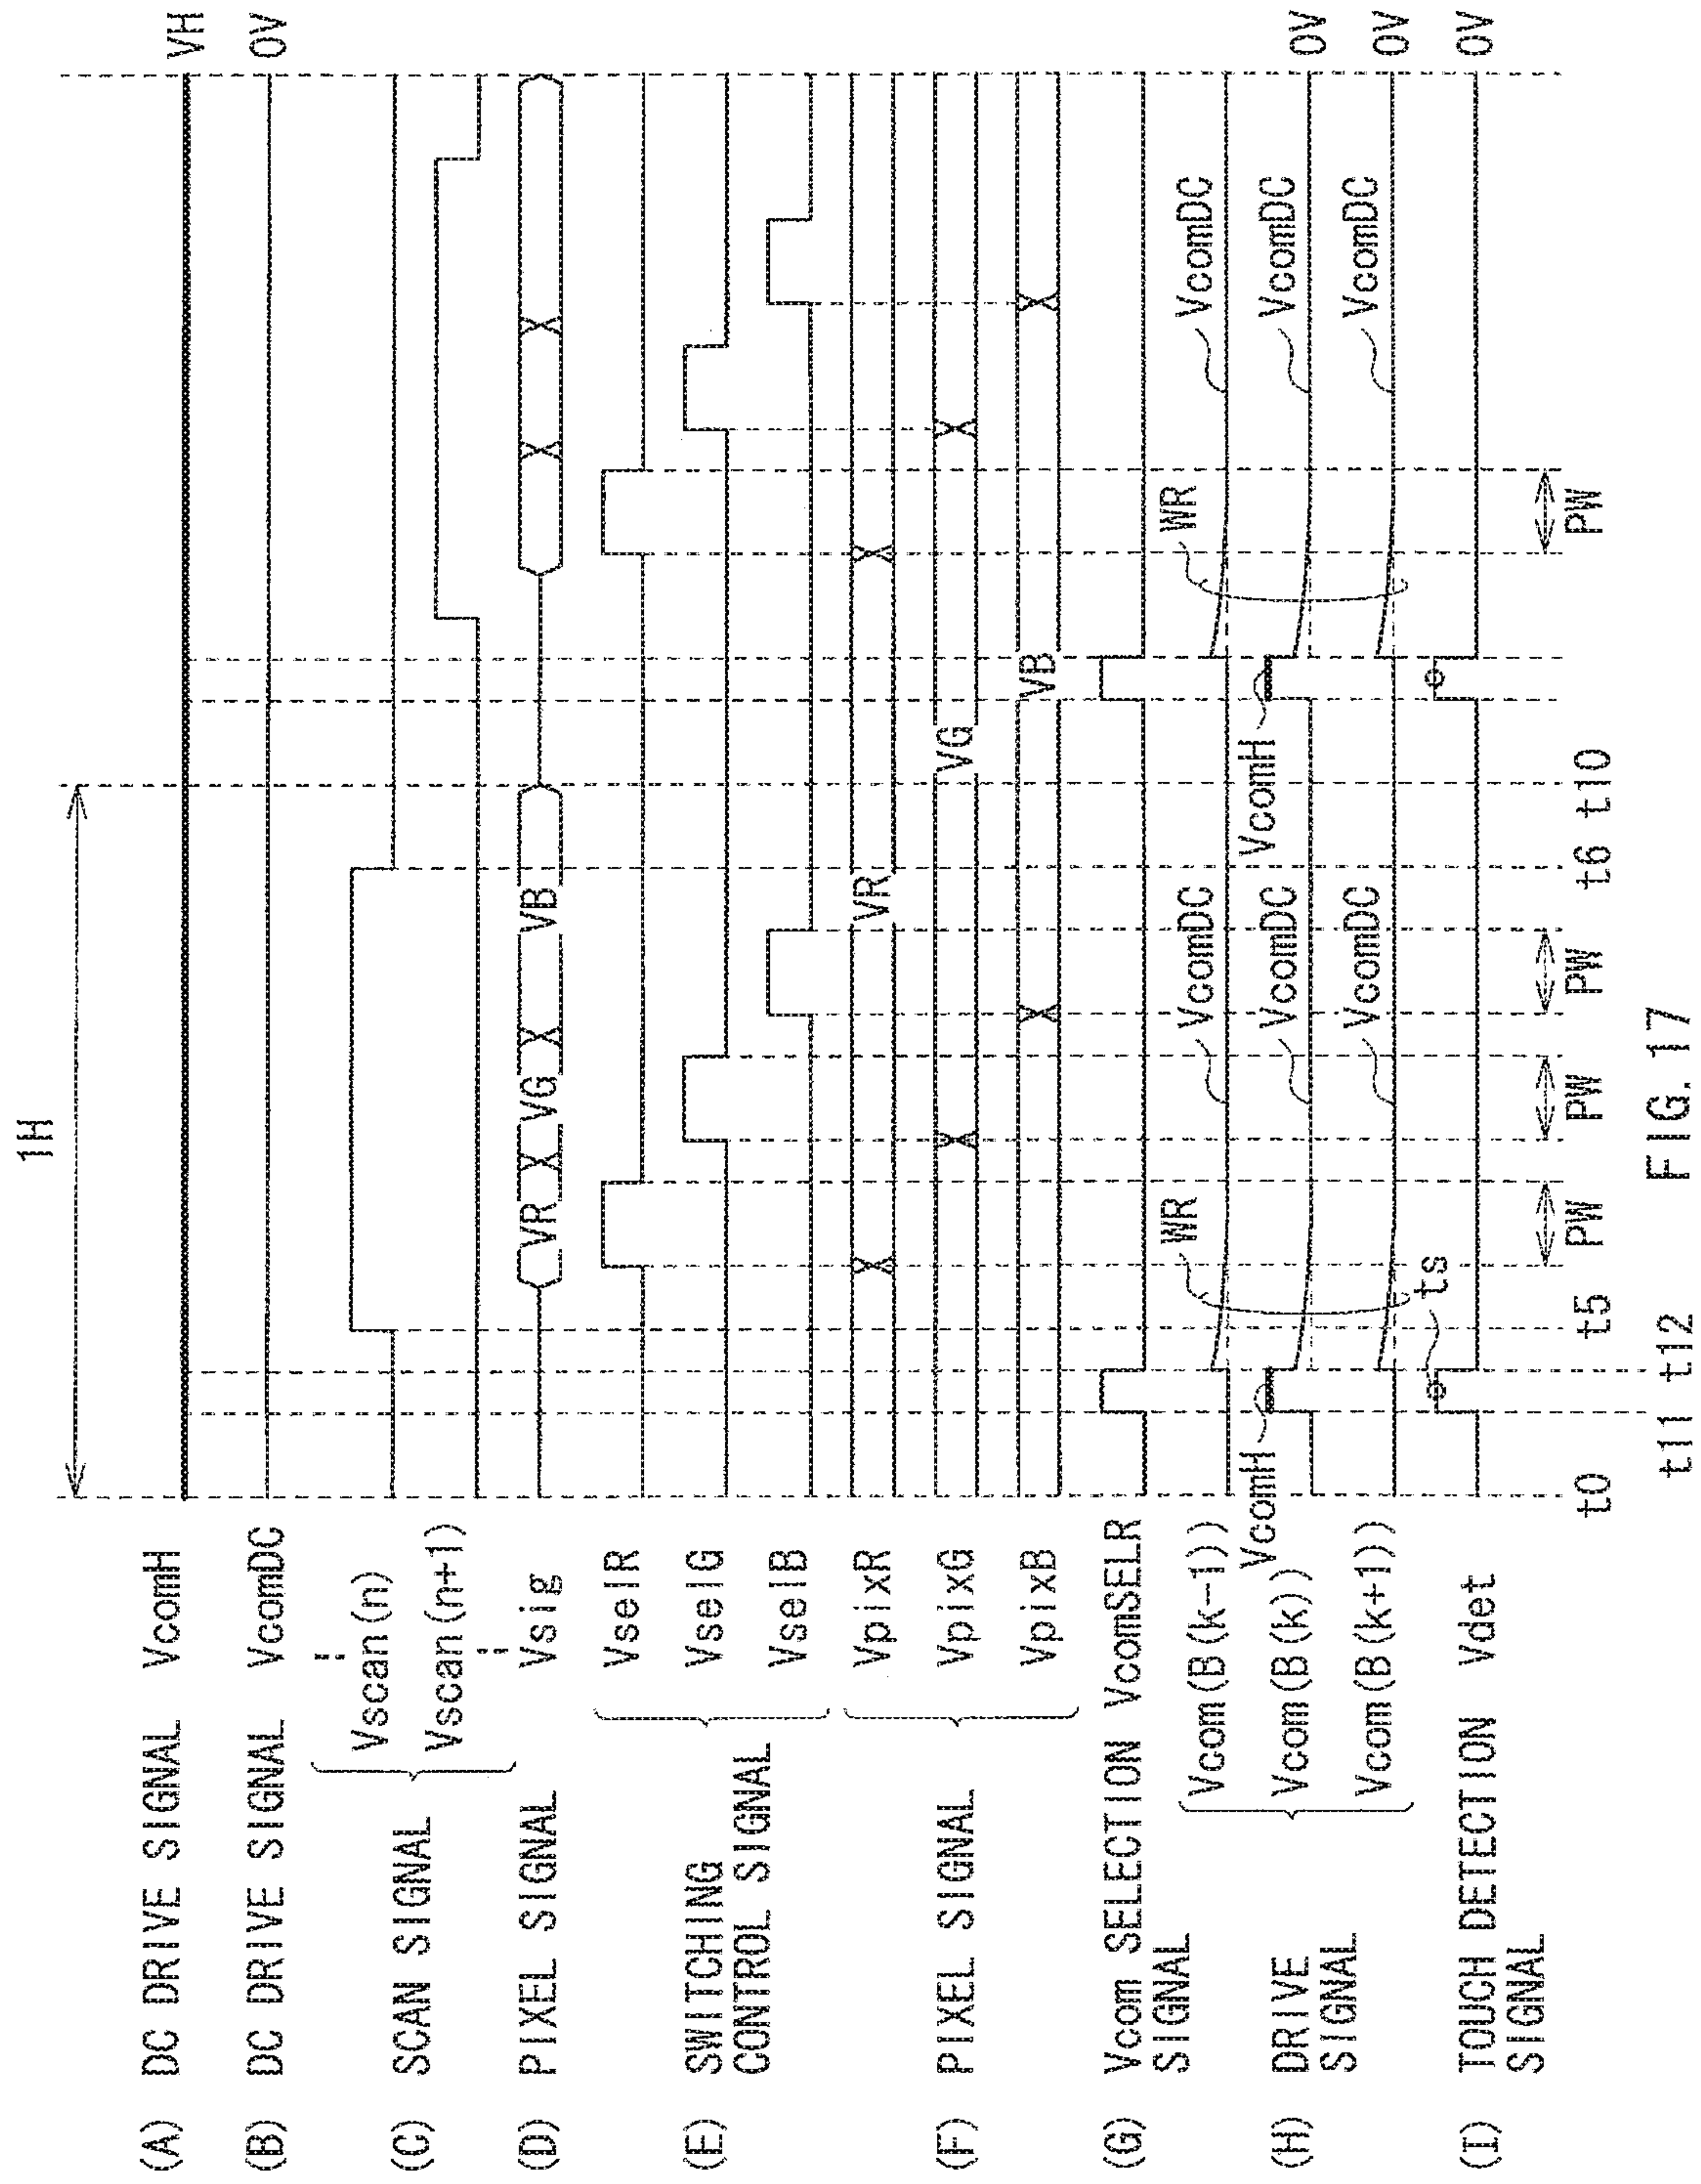 1H
(A) DC DRIVE SIGNAL VcomH VH
(B) DC DRIVE SIGNAL VcomDC 0V
(C) SCAN SIGNAL
Vscan(n)
Vscan(n+1)
(D) PIXEL SIGNAL Vsig VR VG VB
(E) SWITCHING
CONTROL SIGNAL
VselR
VselG
VselB
(F) PIXEL SIGNAL
VpixR VR
VpixG VG
VpixB VB
(G) Vcom SELECTION VcomSELR
SIGNAL
WR WR
(H) DRIVE
SIGNAL
Vcom(B(k-1)) VcomDC VcomDC
VcomH VcomH
Vcom(B(k)) VcomDC VcomDC 0V
Vcom(B(k+1)) VcomDC VcomDC 0V
ts
(I) TOUCH DETECTION Vdet 0V
SIGNAL
PW PW PW PW
t0 t5 t6 t10
t11 t12
FIG. 17